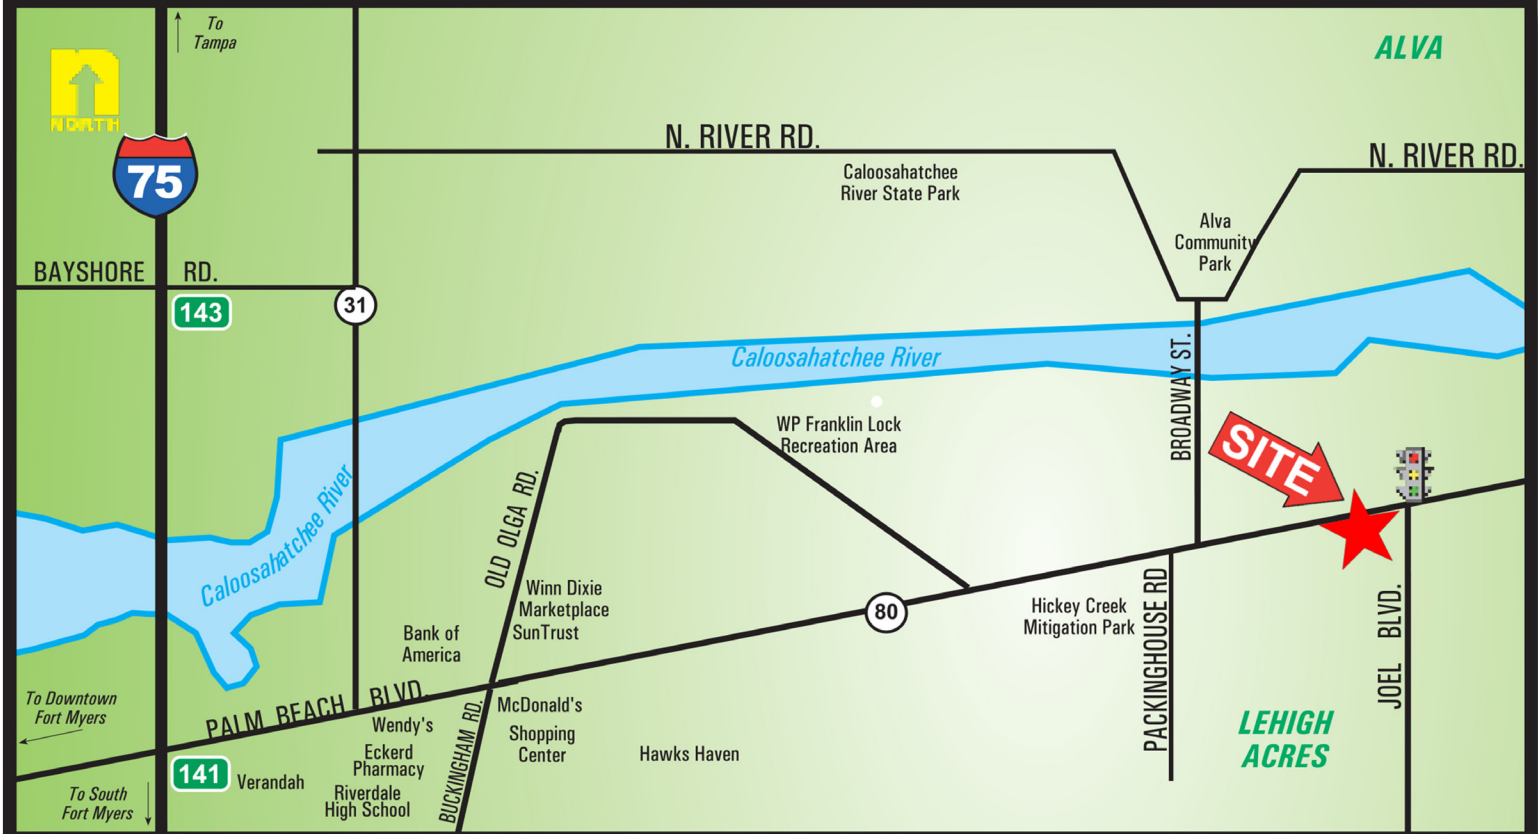 To
Tampa
ALVA
NORTH
N. RIVER RD.
N. RIVER RD.
75
Caloosahatchee
River State Park
Alva
Community
Park
BAYSHORE RD.
143
31
Caloosahatchee River
BROADWAY ST.
WP Franklin Lock
Recreation Area
SITE
Caloosahatchee River
OLD OLGA RD.
Winn Dixie
Marketplace
SunTrust
80
Hickey Creek
Mitigation Park
PACKINGHOUSE RD
JOEL BLVD.
Bank of
America
To Downtown
Fort Myers
PALM BEACH BLVD.
Wendy's
McDonald's
Shopping
Center
BUCKINGHAM RD.
LEHIGH
ACRES
Eckerd
Pharmacy
Hawks Haven
141
Verandah
Riverdale
High School
To South
Fort Myers